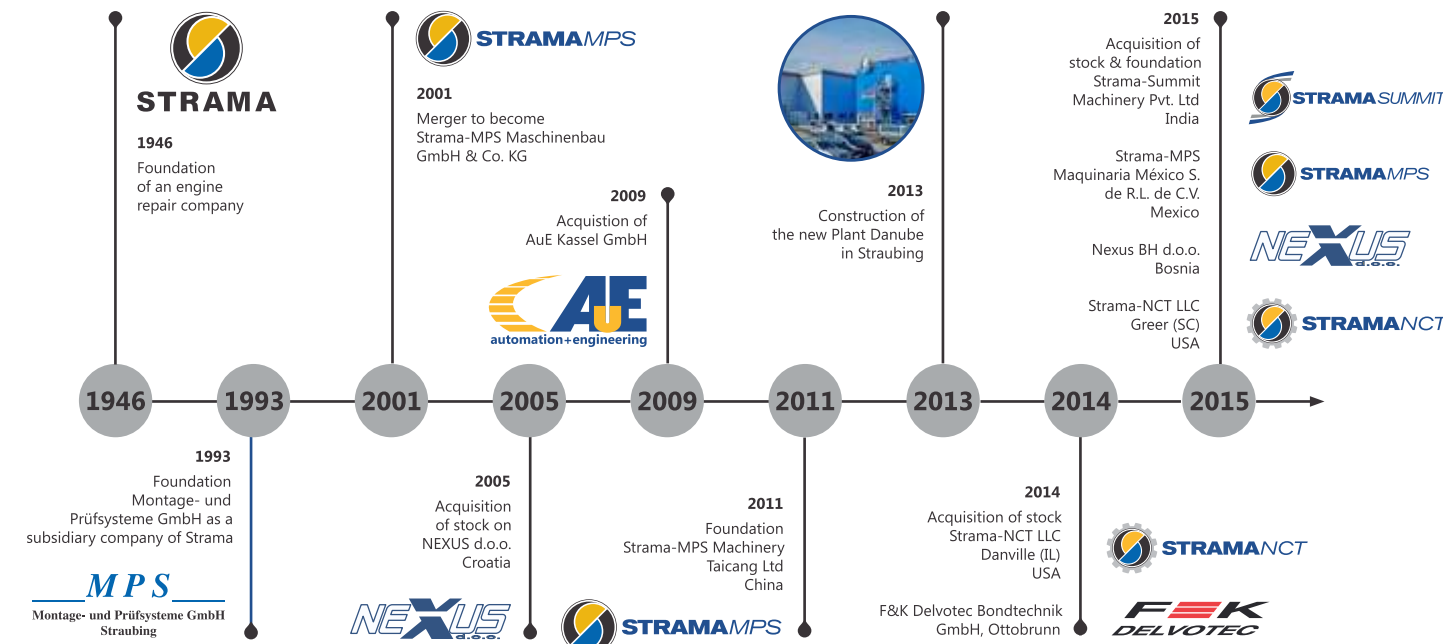 STRAMA
1946
Foundation
of an engine
repair company
STRAMAMPS
2001
Merger to become
Strama-MPS Maschinenbau
GmbH & Co. KG
2009
Acquistion of
AuE Kassel GmbH
AuE
automation+engineering
2013
Construction of
the new Plant Danube
in Straubing
2015
Acquisition of
stock & foundation
Strama-Summit
Machinery Pvt. Ltd
India
STRAMA SUMMIT
Strama-MPS
Maquinaria México S.
de R.L. de C.V.
Mexico
STRAMAMPS
Nexus BH d.o.o.
Bosnia
NEXUS
d.o.o.
Strama-NCT LLC
Greer (SC)
USA
STRAMANCT
1946
1993
2001
2005
2009
2011
2013
2014
2015
1993
Foundation
Montage- und
Prüfsysteme GmbH as a
subsidiary company of Strama
MPS
Montage- und Prüfsysteme GmbH
Straubing
2005
Acquisition
of stock on
NEXUS d.o.o.
Croatia
NEXUS
d.o.o.
2011
Foundation
Strama-MPS Machinery
Taicang Ltd
China
STRAMAMPS
2014
Acquisition of stock
Strama-NCT LLC
Danville (IL)
USA
STRAMANCT
F&K Delvotec Bondtechnik
GmbH, Ottobrunn
F&K
DELVOTEC